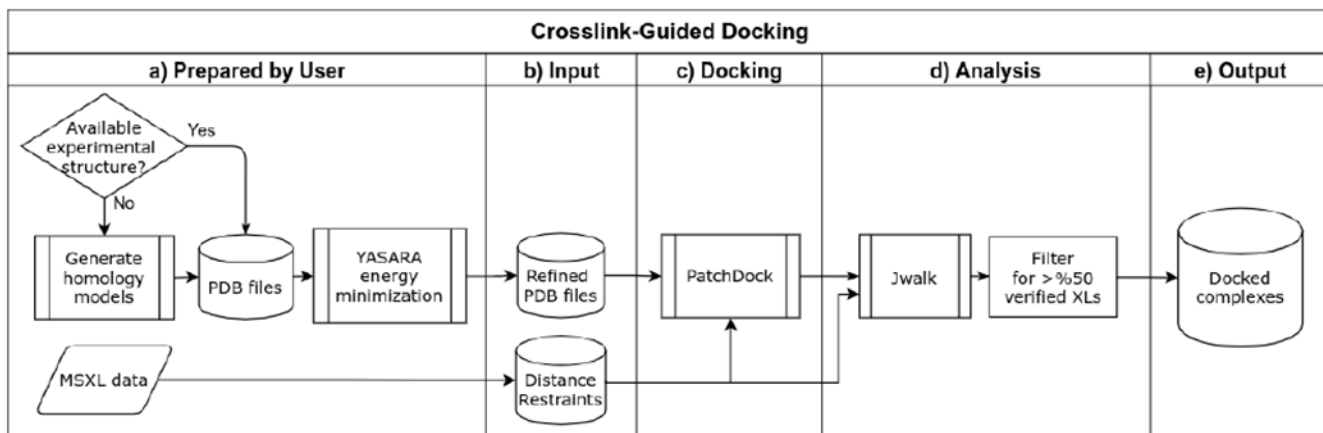 Crosslink-Guided Docking
a) Prepared by User
b) Input
c) Docking
d) Analysis
e) Output
Available
experimental
structure?
Yes
No
Generate
homology
models
PDB files
YASARA
energy
minimization
Refined
PDB files
PatchDock
Jwalk
Filter
for >%50
verified XLs
Docked
complexes
MSXL data
Distance
Restraints